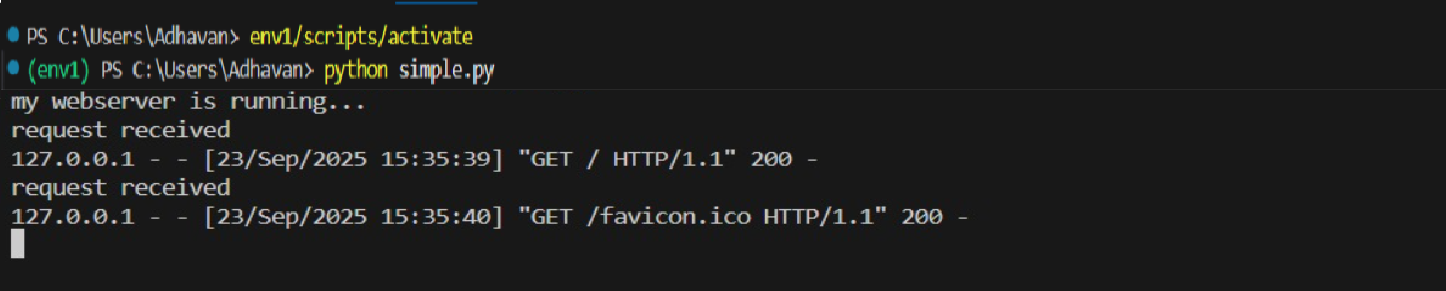 PS C:\Users\Adhavan> env1/scripts/activate
(env1) PS C:\Users\Adhavan> python simple.py
my webserver is running...
request received
127.0.0.1 - - [23/Sep/2025 15:35:39] "GET / HTTP/1.1" 200 -
request received
127.0.0.1 - - [23/Sep/2025 15:35:40] "GET /favicon.ico HTTP/1.1" 200 -